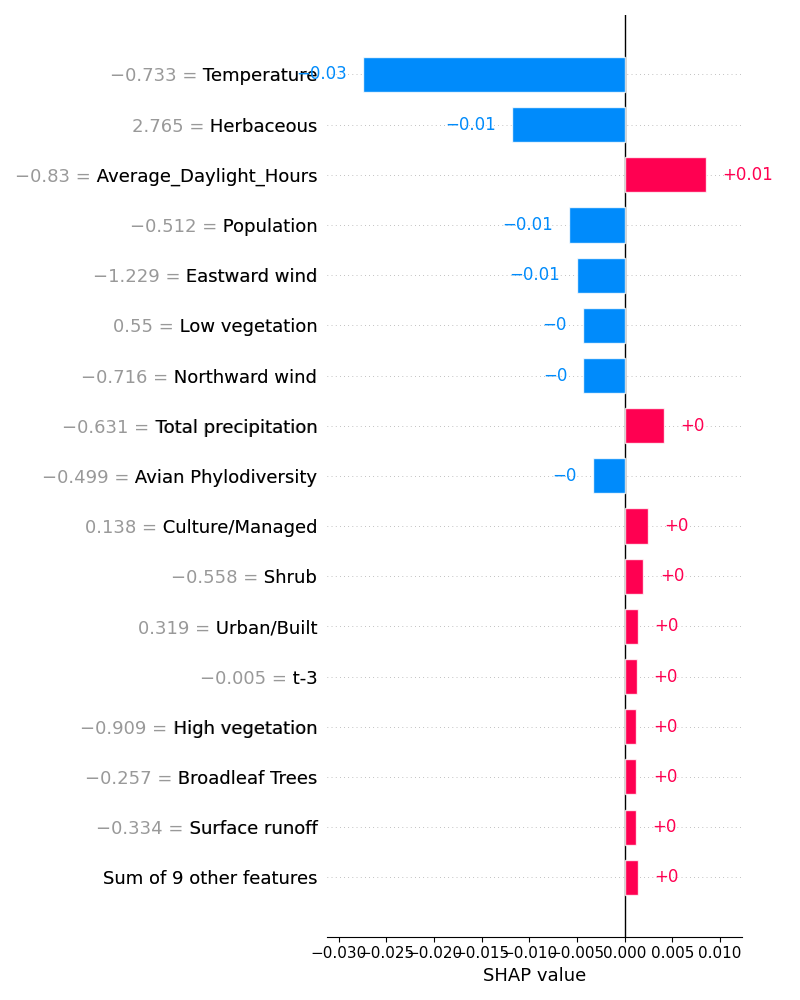 −0.733 = Temperature −0.03
2.765 = Herbaceous −0.01
−0.83 = Average_Daylight_Hours +0.01
−0.512 = Population −0.01
−1.229 = Eastward wind −0.01
0.55 = Low vegetation −0
−0.716 = Northward wind −0
−0.631 = Total precipitation +0
−0.499 = Avian Phylodiversity −0
0.138 = Culture/Managed +0
−0.558 = Shrub +0
0.319 = Urban/Built +0
−0.005 = t-3 +0
−0.909 = High vegetation +0
−0.257 = Broadleaf Trees +0
−0.334 = Surface runoff +0
Sum of 9 other features +0
−0.030 −0.025 −0.020 −0.015 −0.010 −0.005 0.000 0.005 0.010
SHAP value